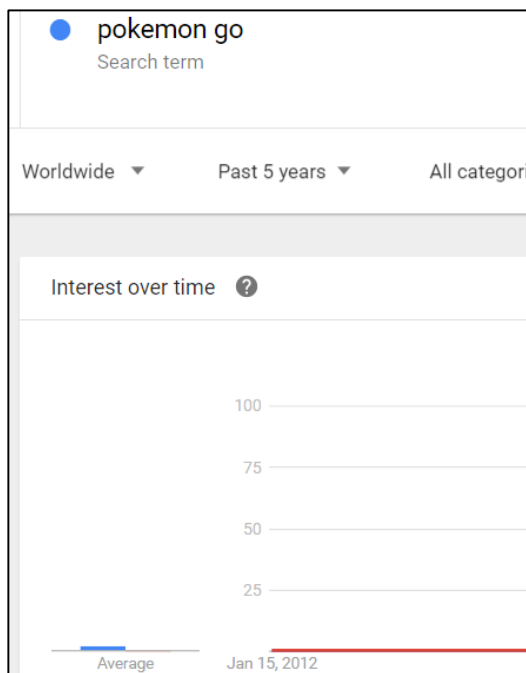 pokemon go
Search term
Worldwide
Past 5 years
All categori
Interest over time
?
100
75
50
25
Average
Jan 15, 2012